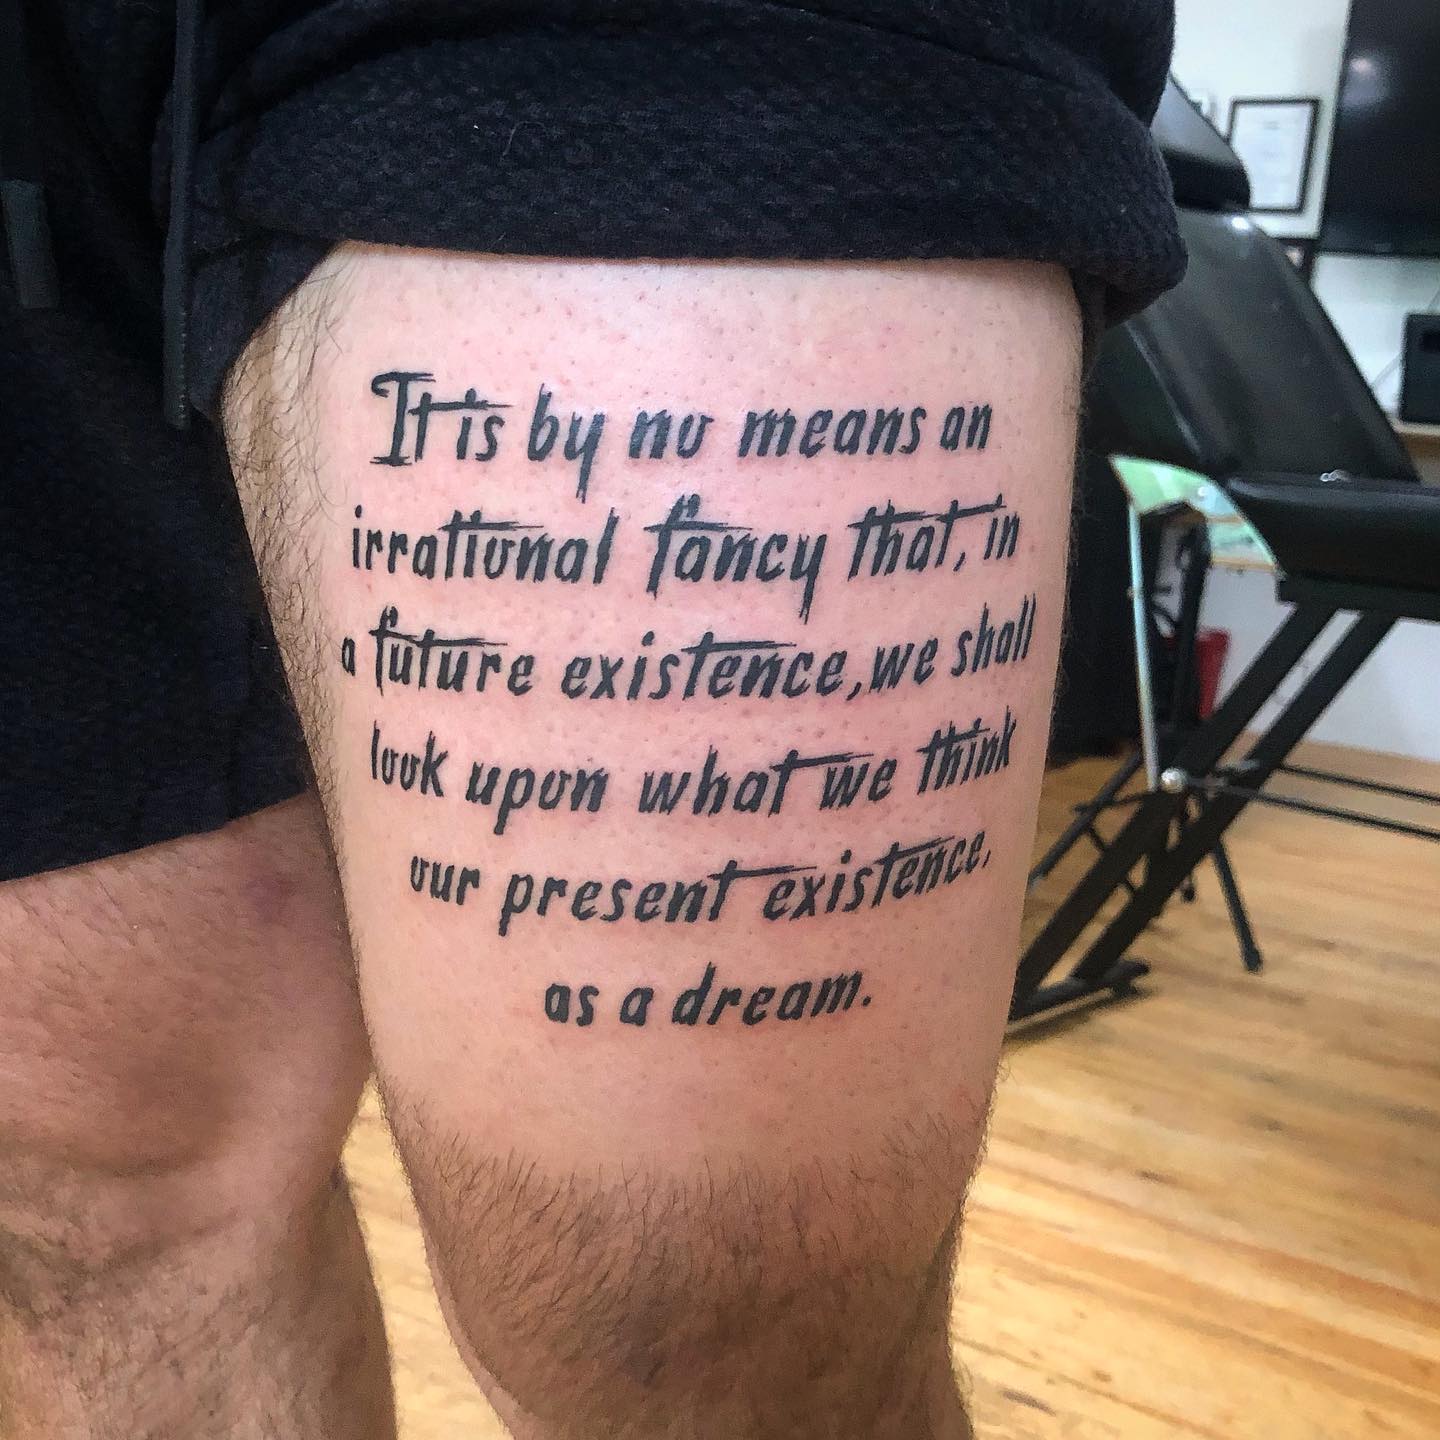 It is by no means an
irrational fancy that, in
a future existence, we shall
look upon what we think
our present existence,
as a dream.